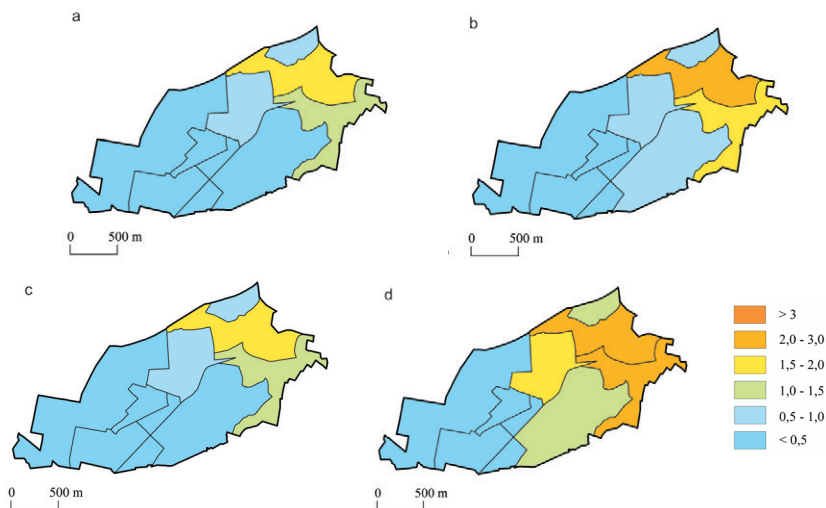 a
b
0 500 m
0 500 m
c
d
> 3
2,0 - 3,0
1,5 - 2,0
1,0 - 1,5
0,5 - 1,0
< 0,5
0 500 m
0 500 m